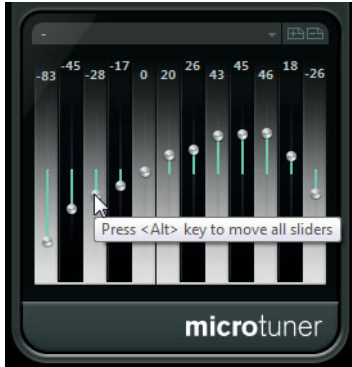 -
-83 -45 -28 -17 0 20 26 43 45 46 18 -26
Press <Alt> key to move all sliders
microtuner